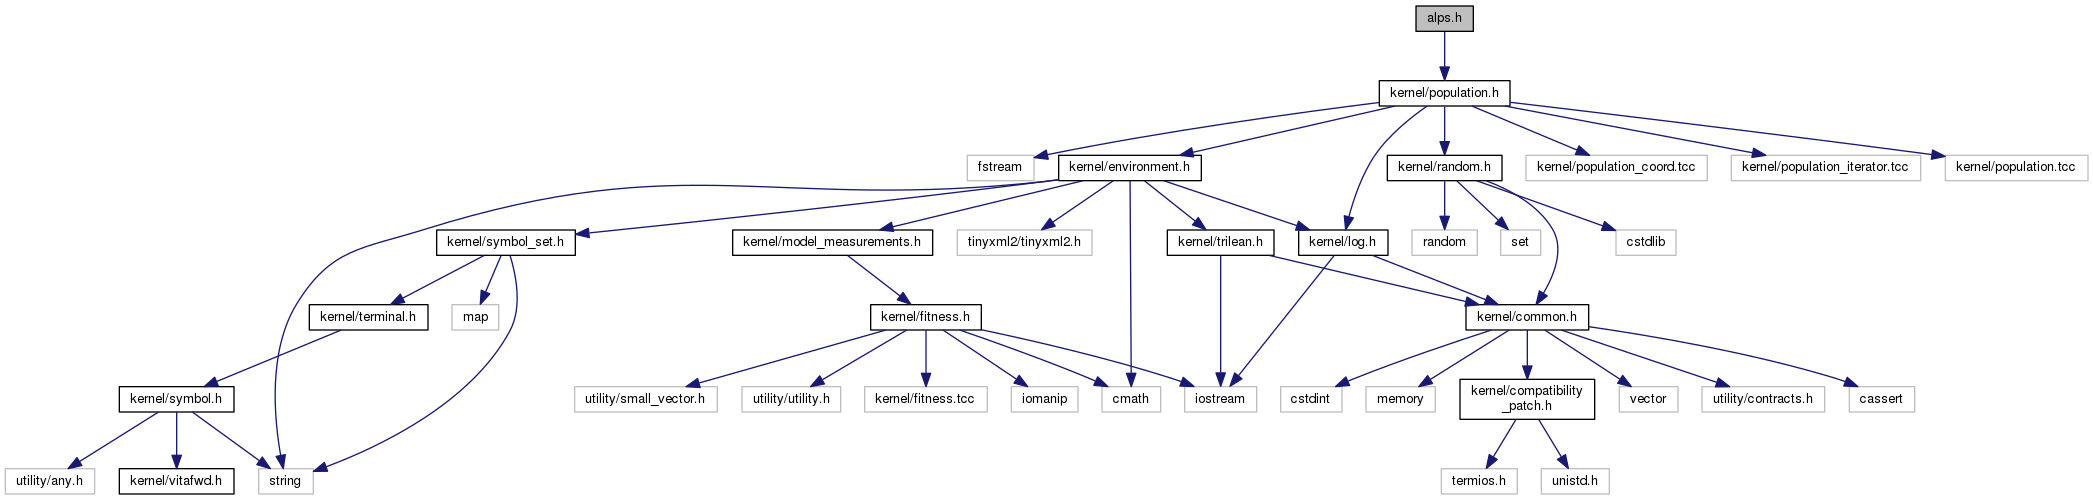 alps.h
kernel/population.h
fstream
kernel/environment.h
kernel/random.h
kernel/population_coord.tcc
kernel/population_iterator.tcc
kernel/population.tcc
kernel/symbol_set.h
kernel/model_measurements.h
tinyxml2/tinyxml2.h
kernel/trilean.h
kernel/log.h
random
set
cstdlib
kernel/terminal.h
map
kernel/fitness.h
kernel/common.h
kernel/symbol.h
utility/small_vector.h
utility/utility.h
kernel/fitness.tcc
iomanip
cmath
iostream
cstdint
memory
kernel/compatibility
_patch.h
vector
utility/contracts.h
cassert
utility/any.h
kernel/vitafwd.h
string
termios.h
unistd.h